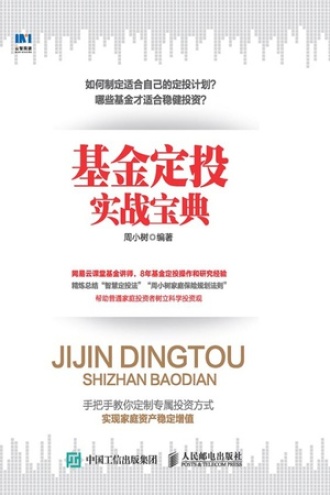 如何制定适合自己的定投计划？
哪些基金才适合稳健投资？
基金定投
实战宝典
周小树◎编著
网易云课堂基金讲师，8年基金定投操作和研究经验
精炼总结“智慧定投法”“周小树家庭保险规划法则”
帮助普通家庭投资者树立科学投资观
JIJIN DINGTOU
SHIZHAN BAODIAN
手把手教你定制专属投资方式
实现家庭资产稳定增值
中国工信出版集团
人民邮电出版社
POSTS & TELECOM PRESS